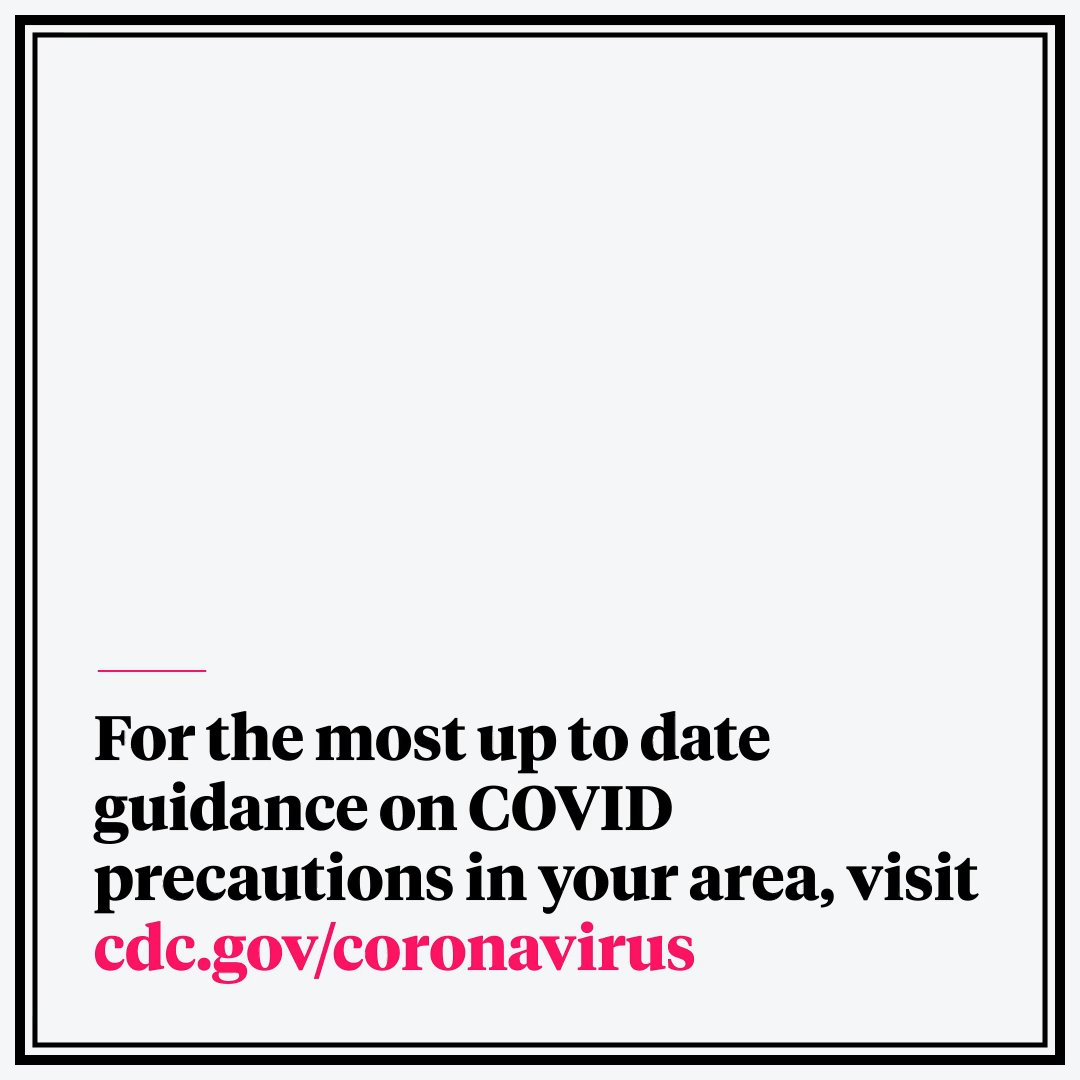 For the most up to date
guidance on COVID
precautions in your area, visit
cdc.gov/coronavirus